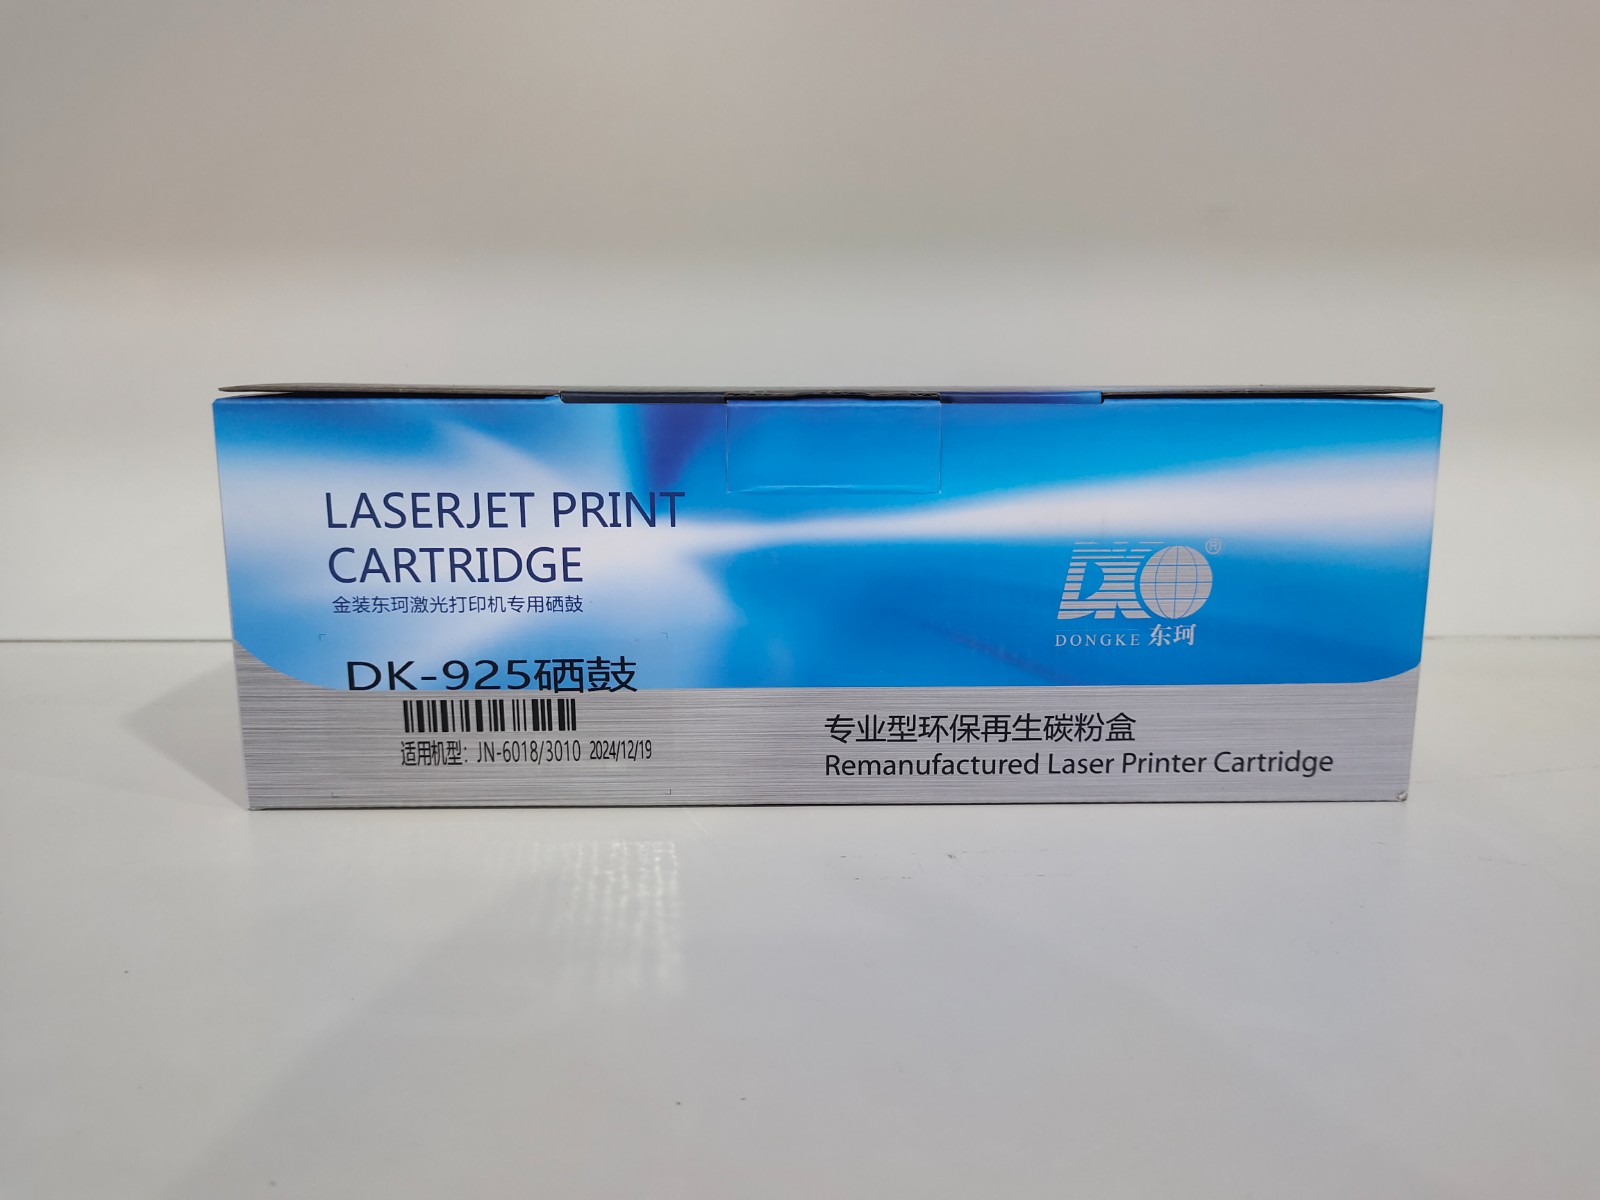 LASERJET PRINT
CARTRIDGE
金装东珂激光打印机专用硒鼓
DK-925硒鼓
适用机型: JN-6018/3010 2024/12/19
DK ®
DONGKE 东珂
专业型环保再生碳粉盒
Remanufactured Laser Printer Cartridge